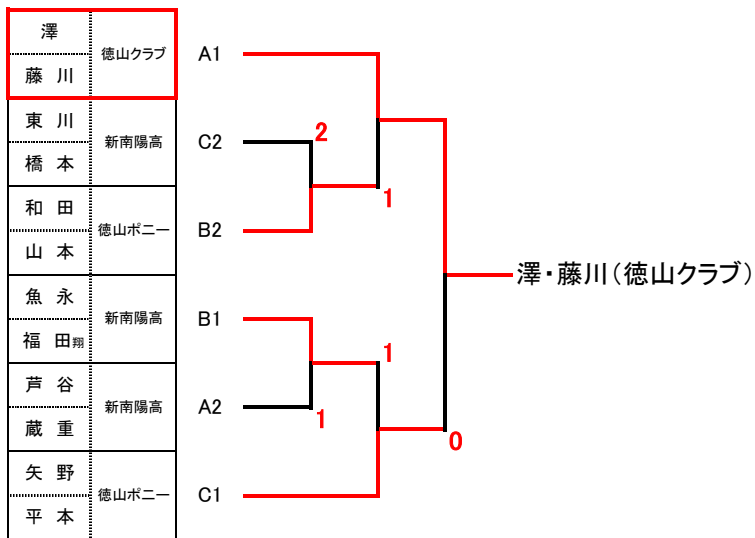 澤
徳山クラブ
A1
藤 川
東 川
新南陽高
C2
2
橋 本
1
和 田
徳山ポニー
B2
山 本
澤・藤川(徳山クラブ)
魚 永
新南陽高
B1
福 田翔
1
芦 谷
新南陽高
A2
1
蔵 重
0
矢 野
徳山ポニー
C1
平 本